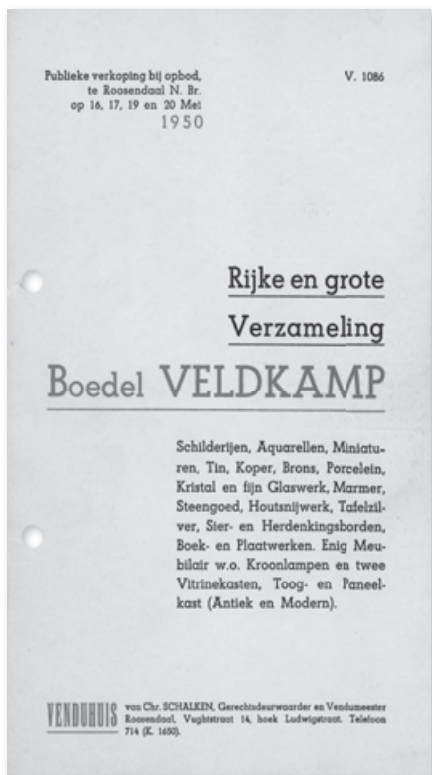 Publieke verkoping bij opbod,
te Roosendaal N. Br.
op 16, 17, 19 en 20 Mei
1950
V. 1086
Rijke en grote
Verzameling
Boedel VELDKAMP
Schilderijen, Aquarellen, Miniatu-
ren, Tin, Koper, Brons, Porcelein,
Kristal en fijn Glaswerk, Marmer,
Steengoed, Houtsnijwerk, Tafelzil-
ver, Sier- en Herdenkingsborden,
Boek- en Plaatwerken. Enig Meu-
bilair w.o. Kroonlampen en twee
Vitrinekasten, Toog- en Paneel-
kast (Antiek en Modern).
VENDUHUIS van Chr. SCHALKEN, Gerechtsdeurwaarder en Vendumeester
Roosendaal, Vughtstraat 14, hoek Ludwigstraat. Telefoon
714 (K. 1650).